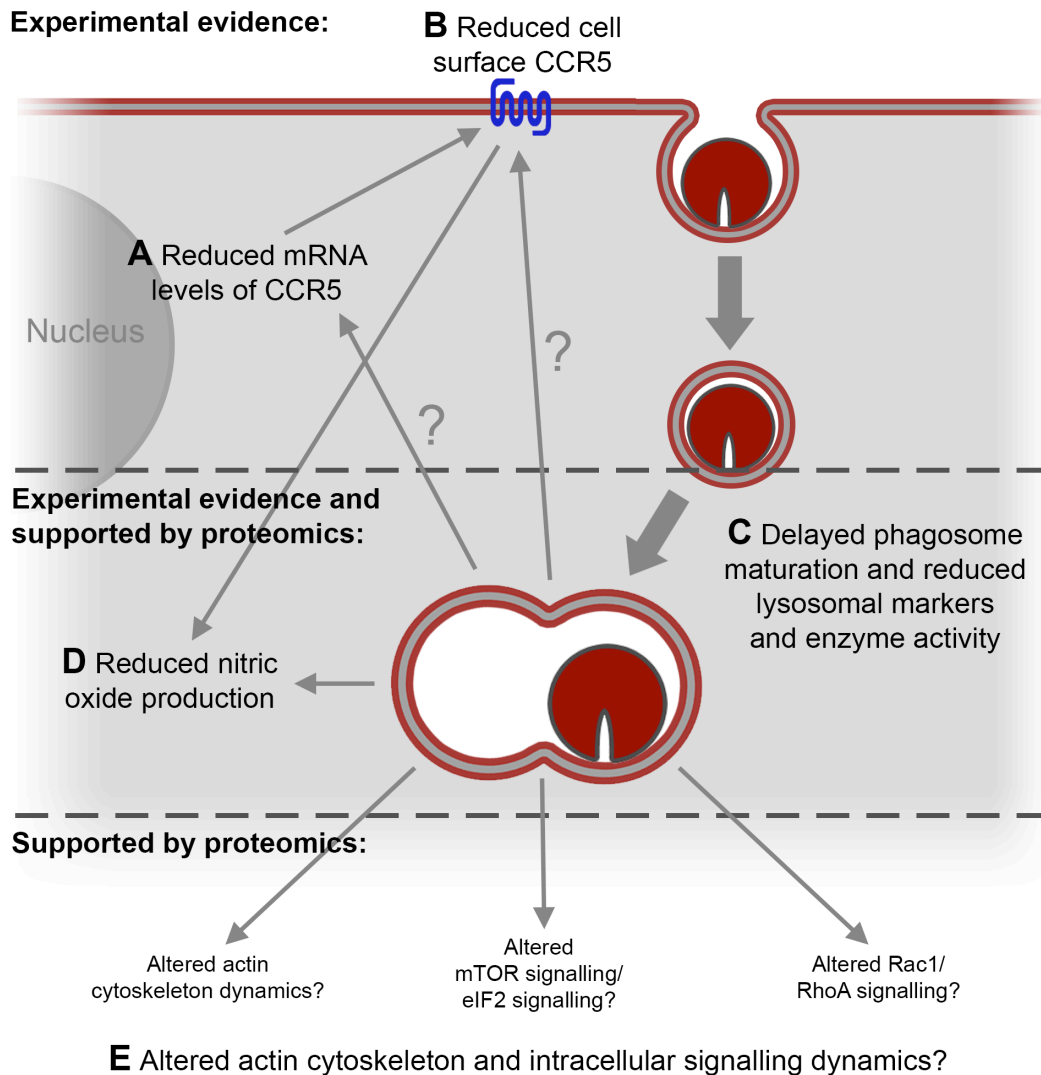 Experimental evidence:
B Reduced cell
surface CCR5
A Reduced mRNA
levels of CCR5
Nucleus
?
?
Experimental evidence and
supported by proteomics:
C Delayed phagosome
maturation and reduced
lysosomal markers
and enzyme activity
D Reduced nitric
oxide production
Supported by proteomics:
Altered actin
cytoskeleton dynamics?
Altered
mTOR signalling/
eIF2 signalling?
Altered Rac1/
RhoA signalling?
E Altered actin cytoskeleton and intracellular signalling dynamics?